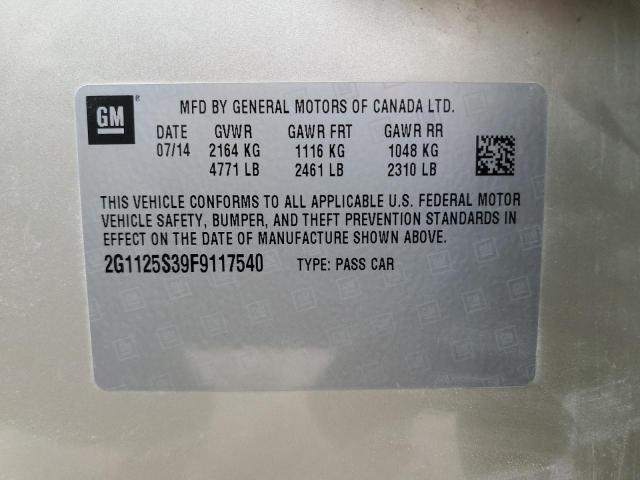 GM ®
MFD BY GENERAL MOTORS OF CANADA LTD.
DATE GVWR GAWR FRT GAWR RR
07/14 2164 KG 1116 KG 1048 KG
4771 LB 2461 LB 2310 LB
THIS VEHICLE CONFORMS TO ALL APPLICABLE U.S. FEDERAL MOTOR
VEHICLE SAFETY, BUMPER, AND THEFT PREVENTION STANDARDS IN
EFFECT ON THE DATE OF MANUFACTURE SHOWN ABOVE.
2G1125S39F9117540 TYPE: PASS CAR